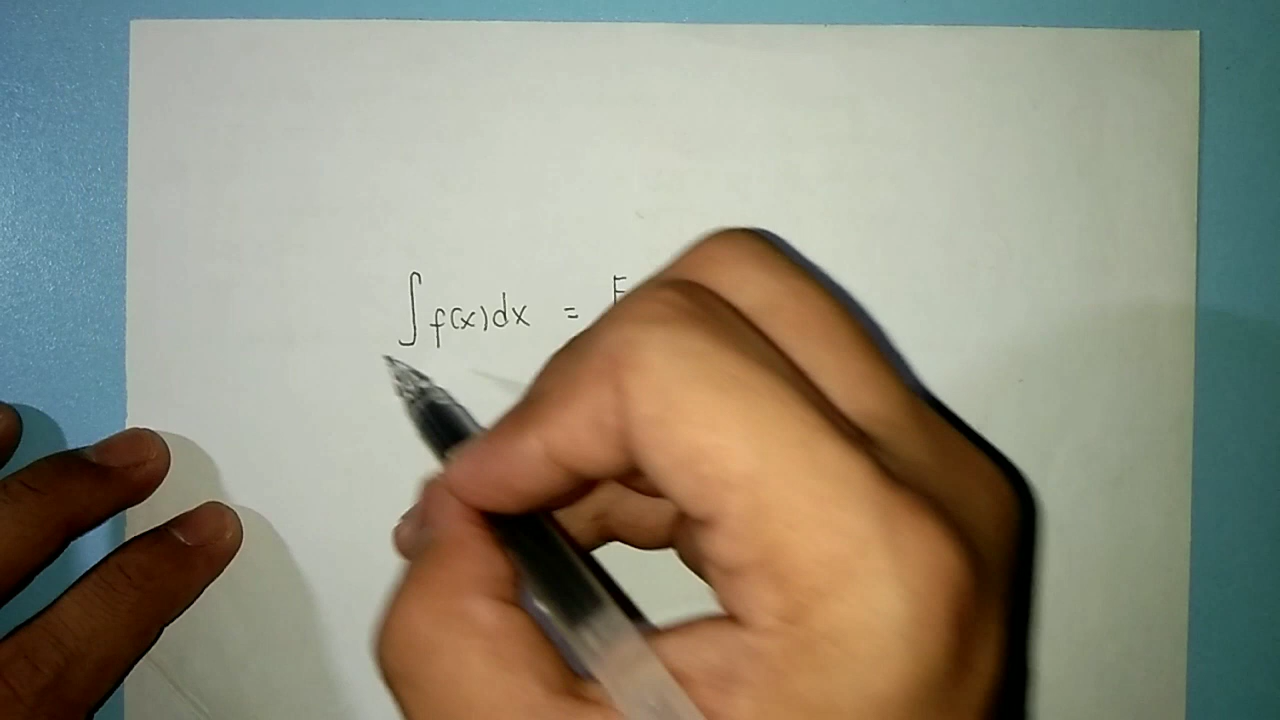 ∫f(x)dx = F